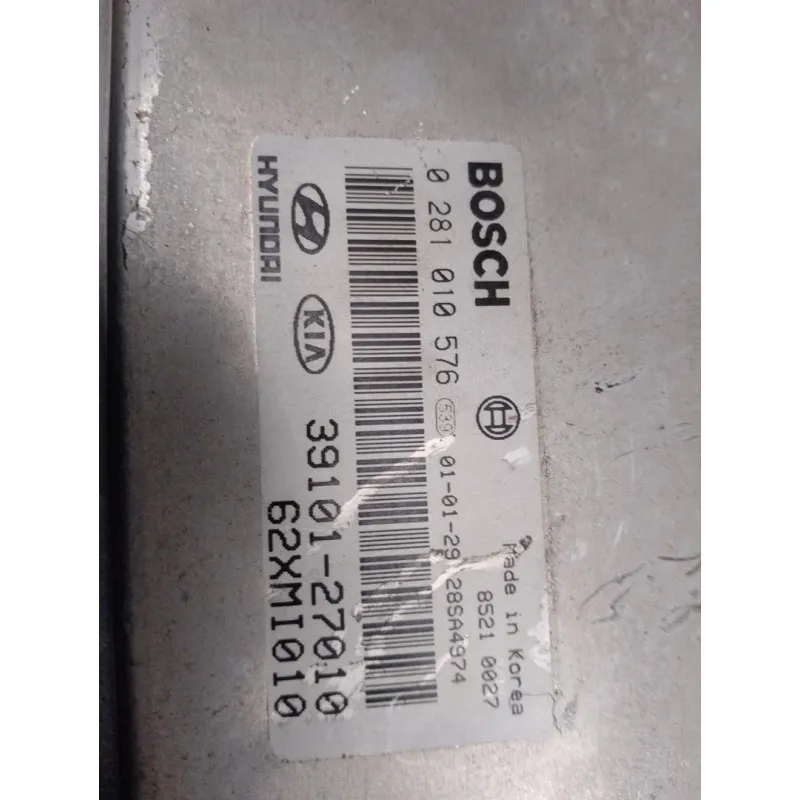 BOSCH
0 281 010 576 01-01-29 28SA4974
Made in Korea
8521 0027
HYUNDAI
KIA
39101-27010
62XMI010